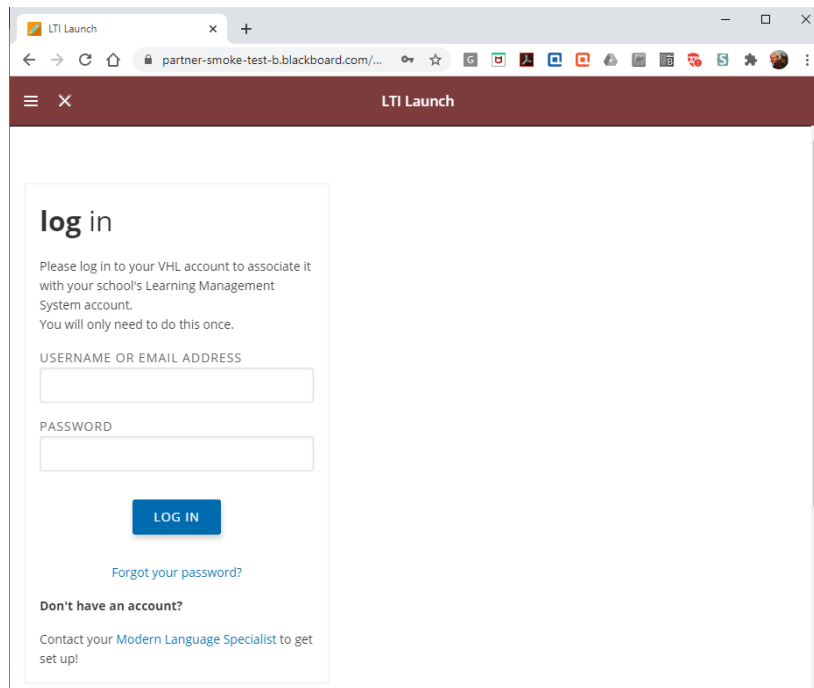 LTI Launch
partner-smoke-test-b.blackboard.com/...
LTI Launch
log in
Please log in to your VHL account to associate it
with your school's Learning Management
System account.
You will only need to do this once.
USERNAME OR EMAIL ADDRESS
PASSWORD
LOG IN
Forgot your password?
Don't have an account?
Contact your Modern Language Specialist to get
set up!